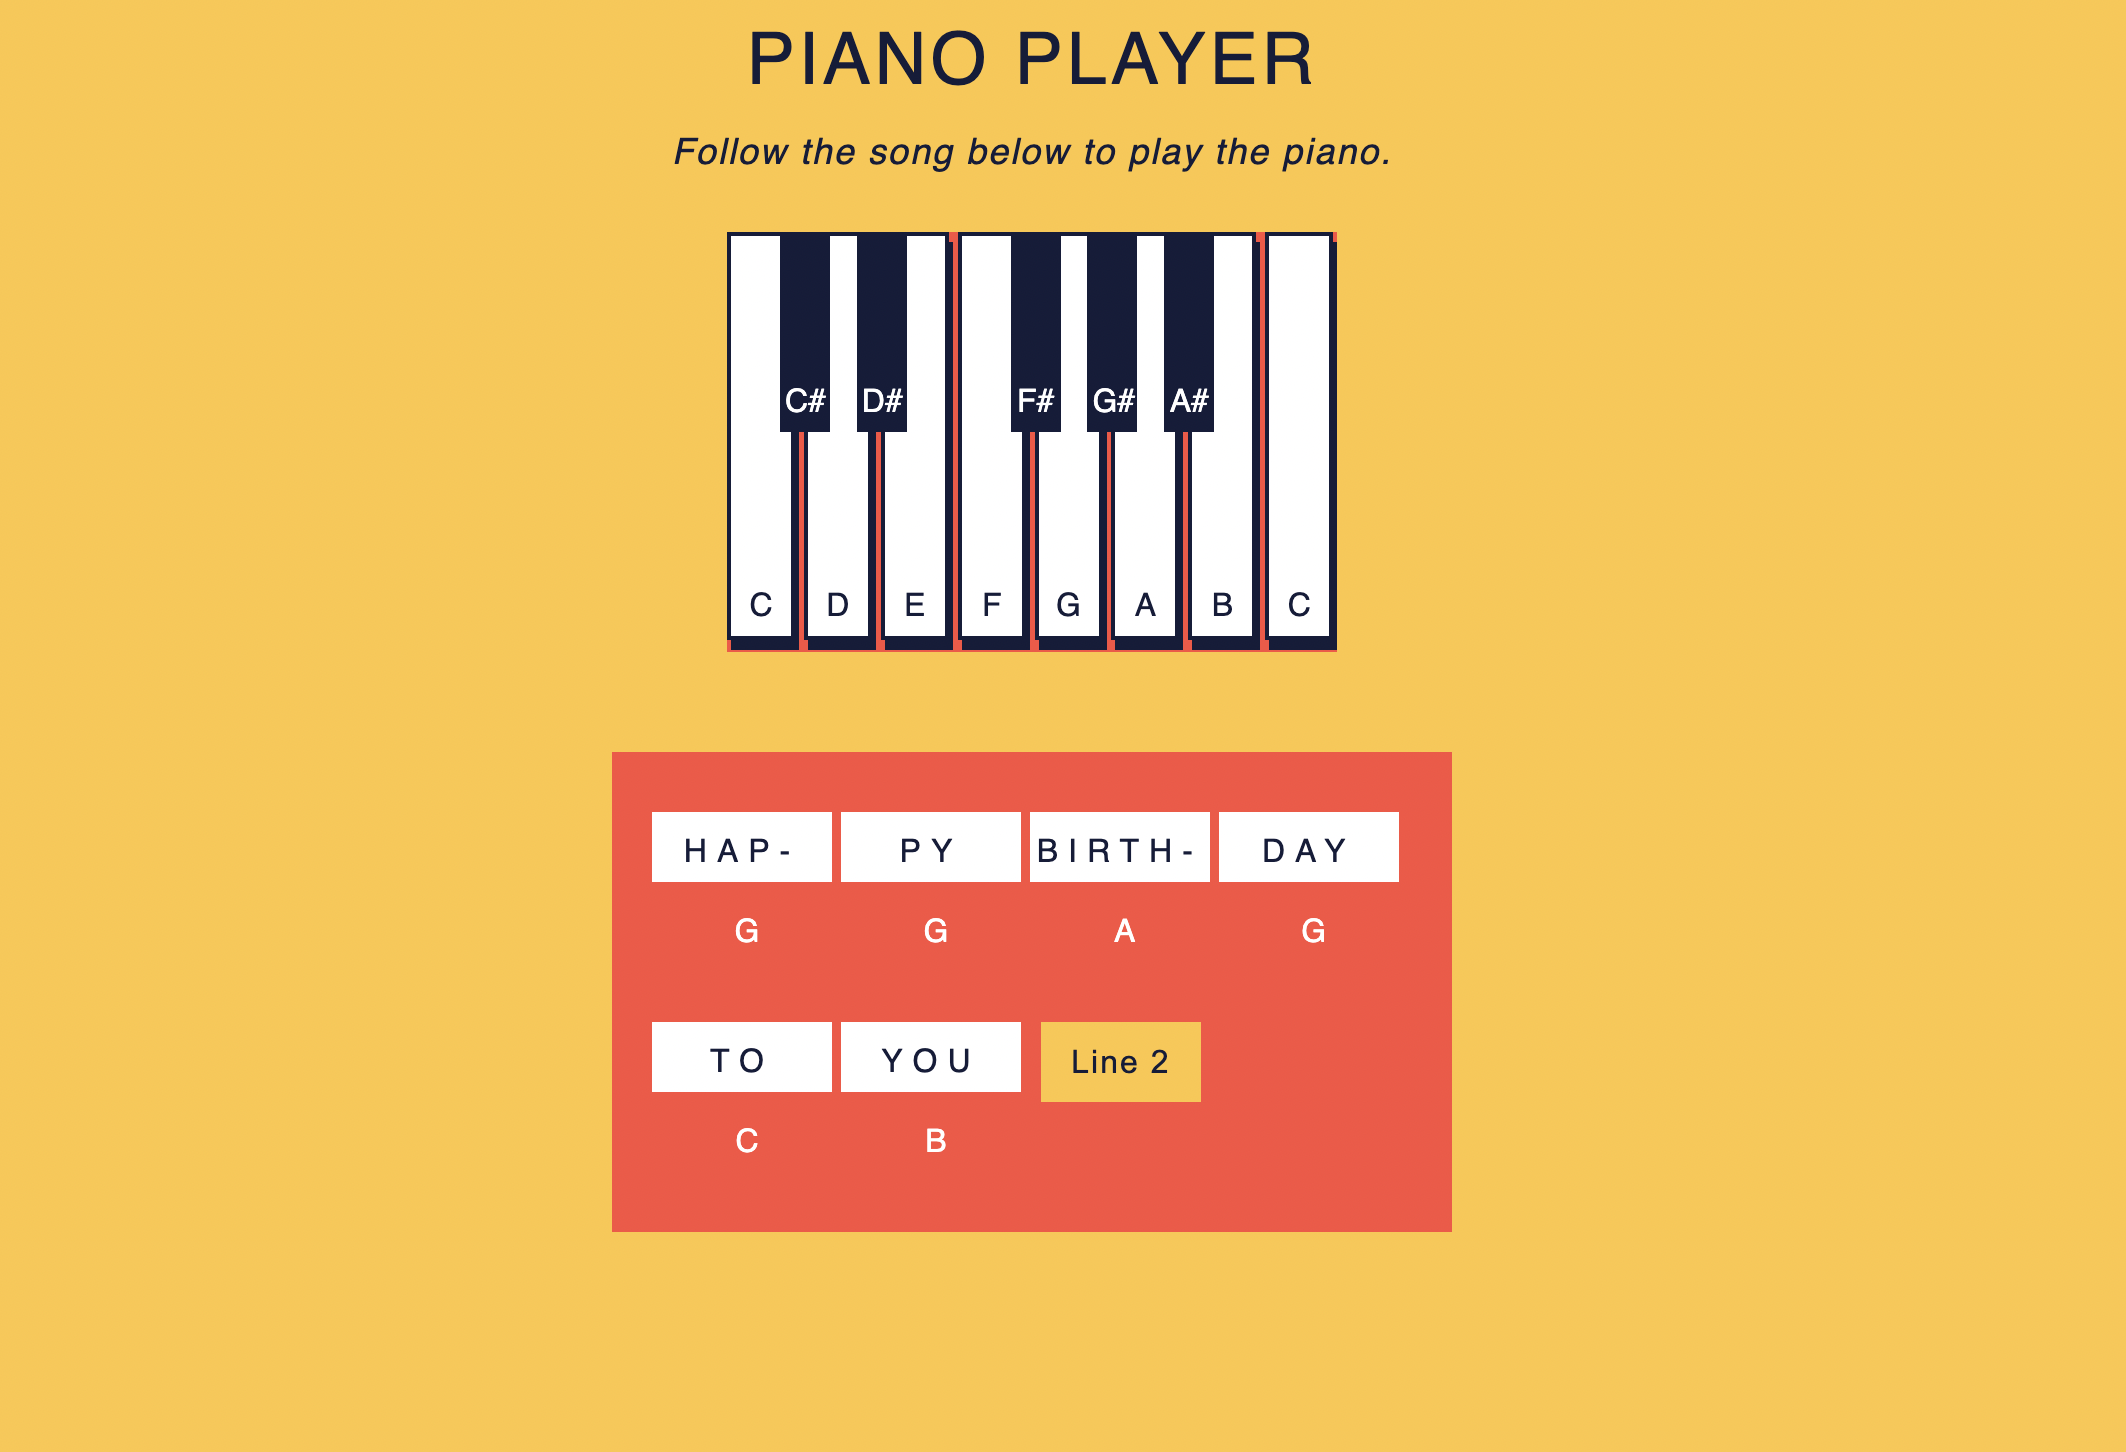 PIANO PLAYER
Follow the song below to play the piano.
C# D# F# G# A#
C D E F G A B C
HAP- PY BIRTH- DAY
G G A G
TO YOU Line 2
C B